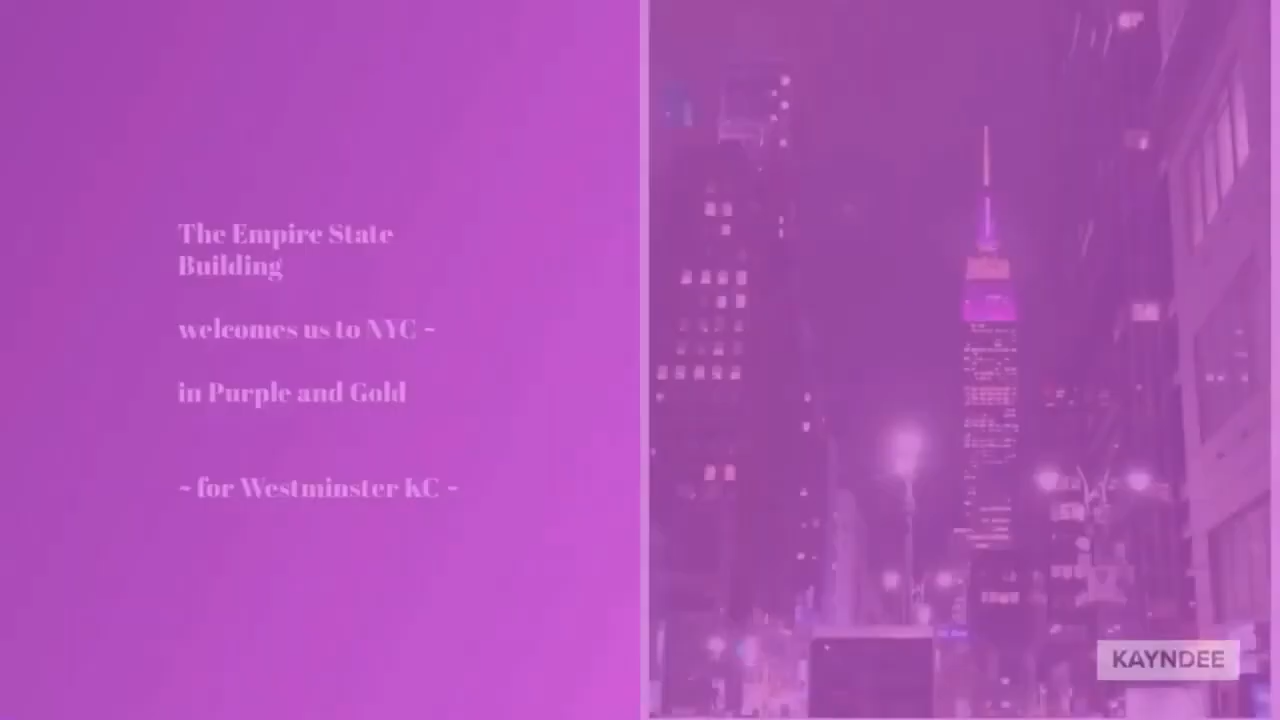 The Empire State
Building
welcomes us to NYC ~
in Purple and Gold
~ for Westminster KC ~
KAYNDEE